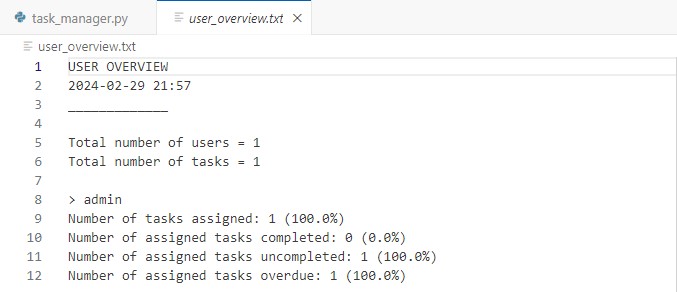 task_manager.py user_overview.txt
user_overview.txt
1 USER OVERVIEW
2 2024-02-29 21:57
3 _____________
4
5 Total number of users = 1
6 Total number of tasks = 1
7
8 > admin
9 Number of tasks assigned: 1 (100.0%)
10 Number of assigned tasks completed: 0 (0.0%)
11 Number of assigned tasks uncompleted: 1 (100.0%)
12 Number of assigned tasks overdue: 1 (100.0%)